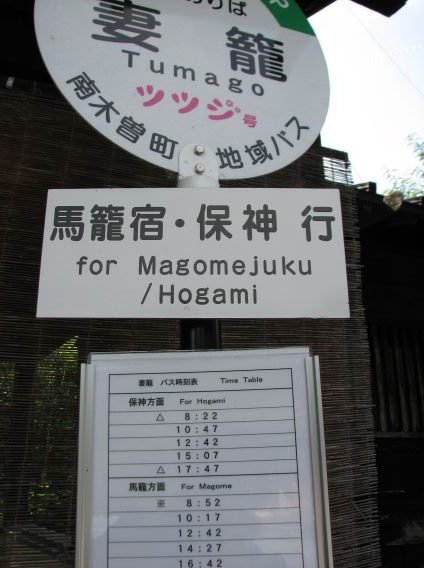 ば
妻籠
Tumago
ツツジ号
南木曽町 地域バス
馬籠宿・保神 行
for Magomejuku
/Hogami
妻籠 バス時刻表 Time Table
保神方面 For Hogami
△ 8:22
10:47
12:42
15:07
△ 17:47
馬籠方面 For Magome
※ 8:52
10:17
12:42
14:27
16:42